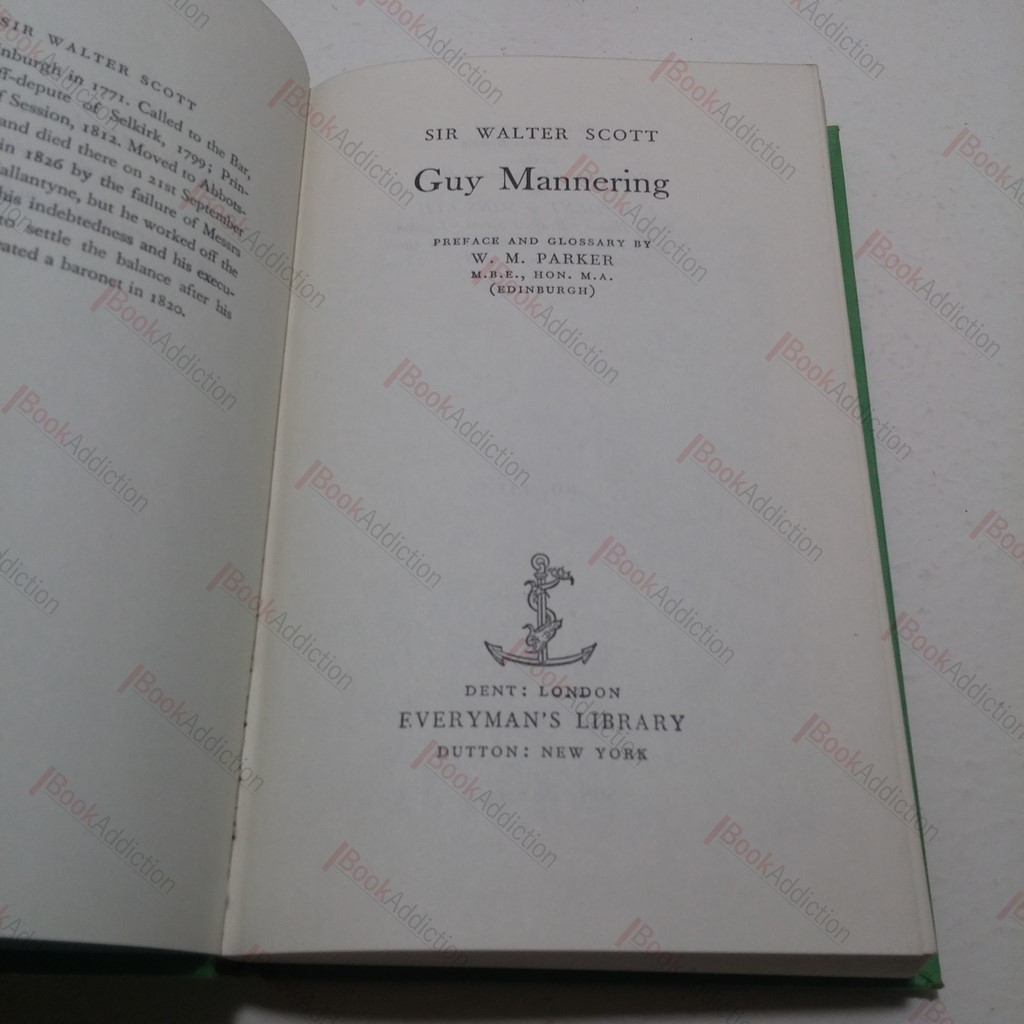 SIR WALTER SCOTT
nburgh in 1771. Called to the Bar,
ff-depute of Selkirk, 1799; Prin-
f Session, 1812. Moved to Abbots-
and died there on 21st September
in 1826 by the failure of Messrs
allantyne, but he worked off the
his indebtedness and his execu-
to settle the balance after his
ated a baronet in 1820.
SIR WALTER SCOTT
Guy Mannering
PREFACE AND GLOSSARY BY
W. M. PARKER
M.B.E., HON. M.A.
(EDINBURGH)
DENT: LONDON
EVERYMAN'S LIBRARY
DUTTON: NEW YORK
BookAddiction